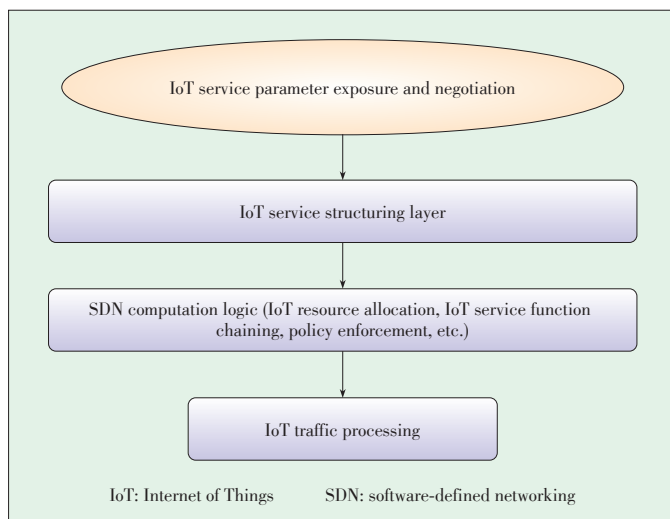 IoT service parameter exposure and negotiation
IoT service structuring layer
SDN computation logic (IoT resource allocation, IoT service function
chaining, policy enforcement, etc.)
IoT traffic processing
IoT: Internet of Things SDN: software-defined networking